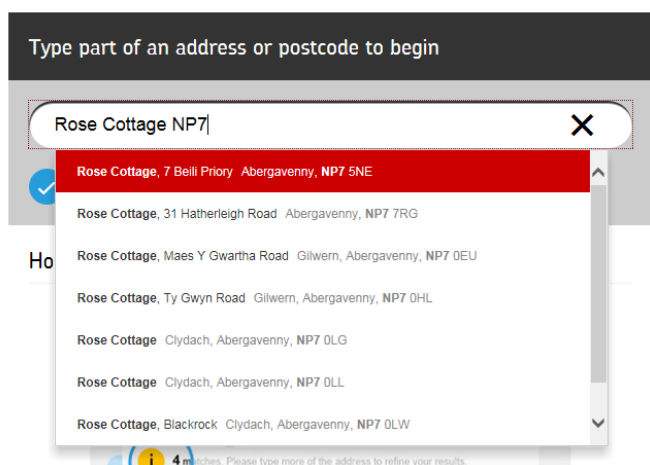 Type part of an address or postcode to begin
Rose Cottage NP7
Rose Cottage, 7 Beili Priory Abergavenny, NP7 5NE
Rose Cottage, 31 Hatherleigh Road Abergavenny, NP7 7RG
Rose Cottage, Maes Y Gwartha Road Gilwern, Abergavenny, NP7 0EU
Ho
Rose Cottage, Ty Gwyn Road Gilwern, Abergavenny, NP7 0HL
Rose Cottage Clydach, Abergavenny, NP7 0LG
Rose Cottage Clydach, Abergavenny, NP7 0LL
Rose Cottage, Blackrock Clydach, Abergavenny, NP7 0LW
4 matches. Please type more of the address to refine your results.